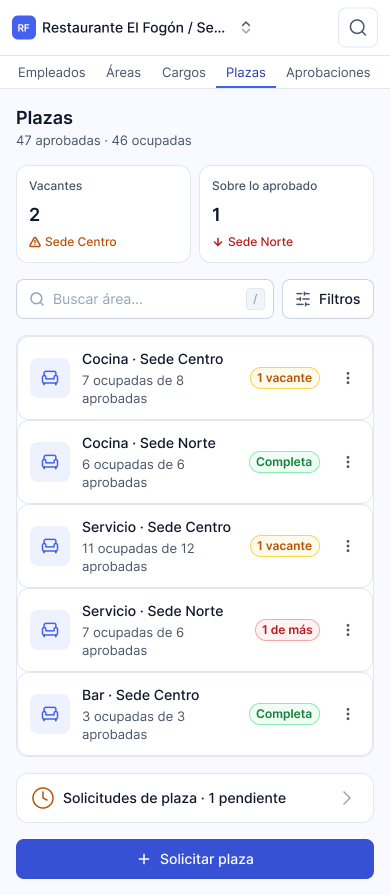 RF Restaurante El Fogón / Se...
Empleados Áreas Cargos Plazas Aprobaciones
Plazas
47 aprobadas · 46 ocupadas
Vacantes
2
Sede Centro
Sobre lo aprobado
1
Sede Norte
Buscar área... /
Filtros
Cocina · Sede Centro
7 ocupadas de 8
aprobadas
1 vacante
Cocina · Sede Norte
6 ocupadas de 6
aprobadas
Completa
Servicio · Sede Centro
11 ocupadas de 12
aprobadas
1 vacante
Servicio · Sede Norte
7 ocupadas de 6
aprobadas
1 de más
Bar · Sede Centro
3 ocupadas de 3
aprobadas
Completa
Solicitudes de plaza · 1 pendiente
Solicitar plaza